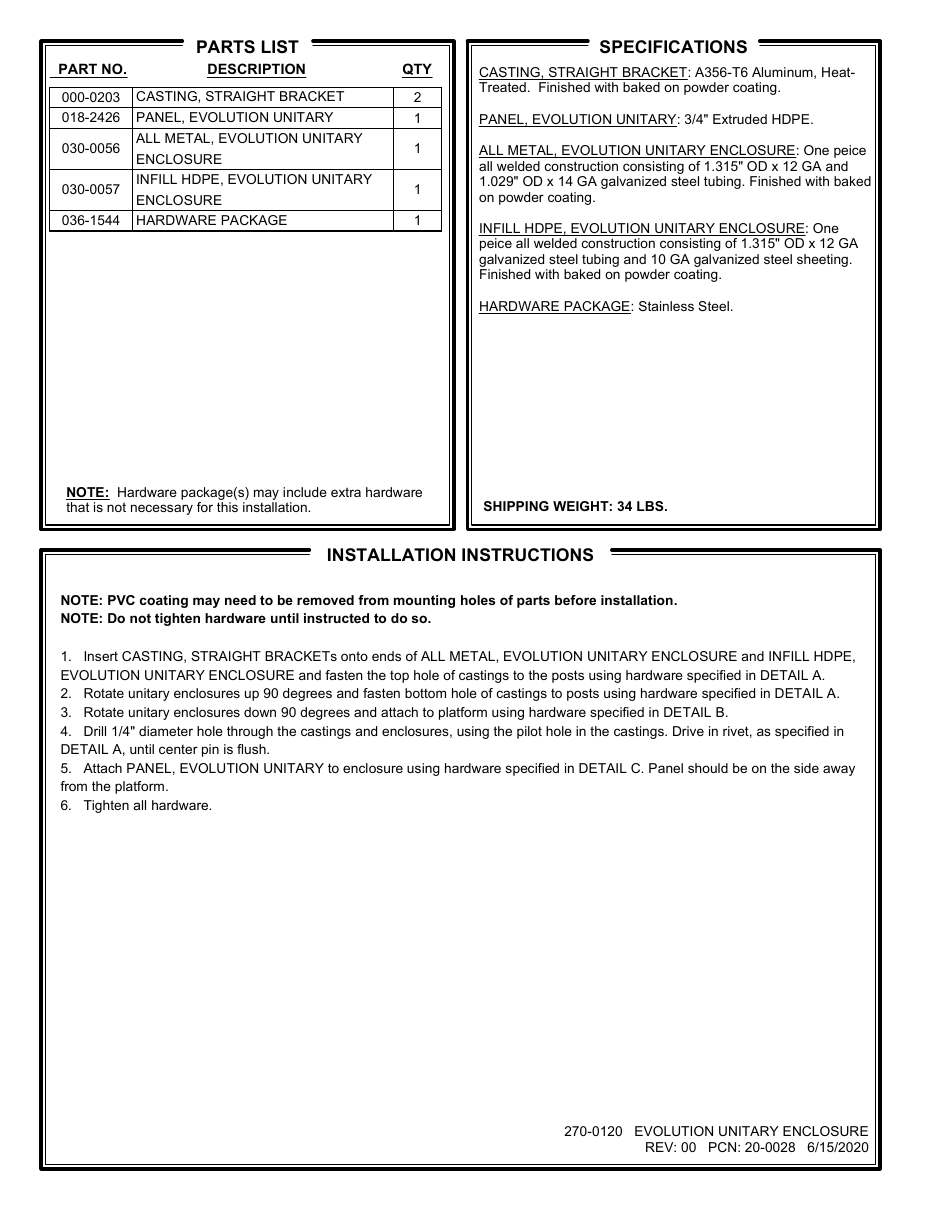 PARTS LIST
PART NO. DESCRIPTION QTY
000-0203 CASTING, STRAIGHT BRACKET 2
018-2426 PANEL, EVOLUTION UNITARY 1
030-0056 ALL METAL, EVOLUTION UNITARY
ENCLOSURE 1
030-0057 INFILL HDPE, EVOLUTION UNITARY
ENCLOSURE 1
036-1544 HARDWARE PACKAGE 1
NOTE: Hardware package(s) may include extra hardware
that is not necessary for this installation.
SPECIFICATIONS
CASTING, STRAIGHT BRACKET: A356-T6 Aluminum, Heat-
Treated. Finished with baked on powder coating.
PANEL, EVOLUTION UNITARY: 3/4" Extruded HDPE.
ALL METAL, EVOLUTION UNITARY ENCLOSURE: One peice
all welded construction consisting of 1.315" OD x 12 GA and
1.029" OD x 14 GA galvanized steel tubing. Finished with baked
on powder coating.
INFILL HDPE, EVOLUTION UNITARY ENCLOSURE: One
peice all welded construction consisting of 1.315" OD x 12 GA
galvanized steel tubing and 10 GA galvanized steel sheeting.
Finished with baked on powder coating.
HARDWARE PACKAGE: Stainless Steel.
SHIPPING WEIGHT: 34 LBS.
INSTALLATION INSTRUCTIONS
NOTE: PVC coating may need to be removed from mounting holes of parts before installation.
NOTE: Do not tighten hardware until instructed to do so.
1. Insert CASTING, STRAIGHT BRACKETs onto ends of ALL METAL, EVOLUTION UNITARY ENCLOSURE and INFILL HDPE,
EVOLUTION UNITARY ENCLOSURE and fasten the top hole of castings to the posts using hardware specified in DETAIL A.
2. Rotate unitary enclosures up 90 degrees and fasten bottom hole of castings to posts using hardware specified in DETAIL A.
3. Rotate unitary enclosures down 90 degrees and attach to platform using hardware specified in DETAIL B.
4. Drill 1/4" diameter hole through the castings and enclosures, using the pilot hole in the castings. Drive in rivet, as specified in
DETAIL A, until center pin is flush.
5. Attach PANEL, EVOLUTION UNITARY to enclosure using hardware specified in DETAIL C. Panel should be on the side away
from the platform.
6. Tighten all hardware.
270-0120 EVOLUTION UNITARY ENCLOSURE
REV: 00 PCN: 20-0028 6/15/2020